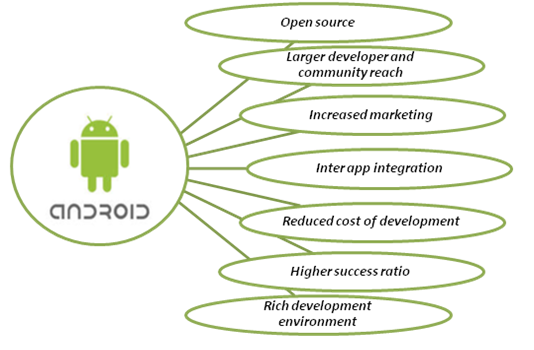 Open source
Larger developer and
community reach
Increased marketing
Inter app integration
Reduced cost of development
Higher success ratio
Rich development
environment
ANDROID